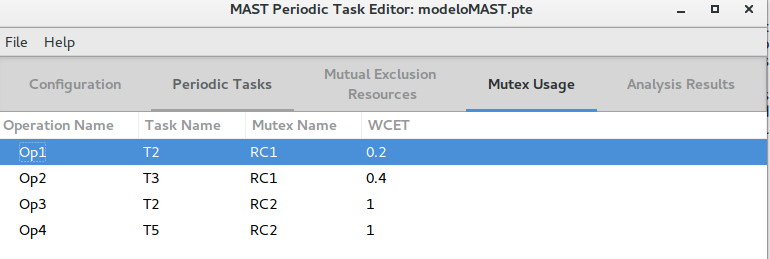 MAST Periodic Task Editor: modeloMAST.pte
File Help
Configuration Periodic Tasks Mutual Exclusion Resources Mutex Usage Analysis Results
Operation Name Task Name Mutex Name WCET
Op1 T2 RC1 0.2
Op2 T3 RC1 0.4
Op3 T2 RC2 1
Op4 T5 RC2 1